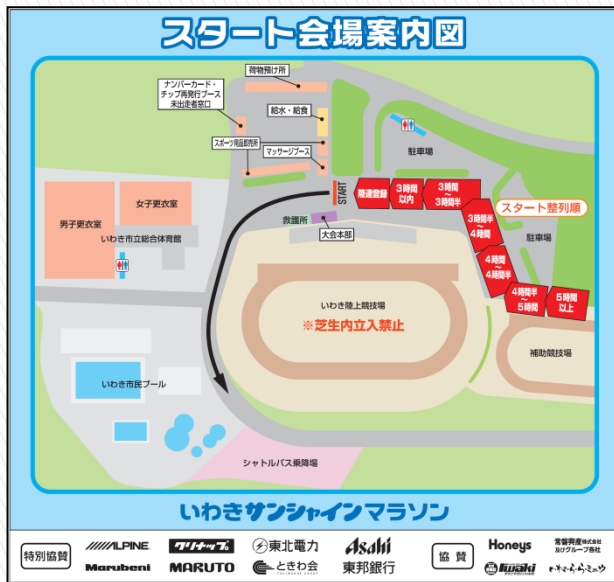 スタート会場案内図
荷物預け所
ナンバーカード・
チップ再発行ブース
未出走者窓口
給水・給食
スポーツ用品即売所
マッサージブース
駐車場
START
陸連登録
3時間
以内
3時間
～
3時間半
スタート整列順
3時間半
～
4時間
駐車場
4時間
～
4時間半
4時間半
～
5時間
5時間
以上
女子更衣室
男子更衣室
いわき市立総合体育館
救護所
大会本部
いわき陸上競技場
※芝生内立入禁止
補助競技場
いわき市民プール
シャトルバス乗降場
いわきサンシャインマラソン
特別協賛
ALPINE
クリナップ
東北電力
Asahi
Marubeni
MARUTO
ときわ会
東邦銀行
協賛
Honeys
常磐興産株式会社
及びグループ各社
Iwaki